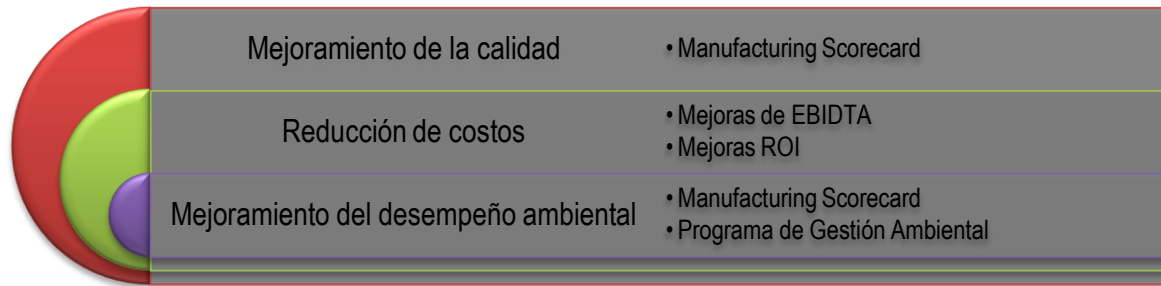 Mejoramiento de la calidad
• Manufacturing Scorecard
Reducción de costos
• Mejoras de EBIDTA
• Mejoras ROI
Mejoramiento del desempeño ambiental
• Manufacturing Scorecard
• Programa de Gestión Ambiental